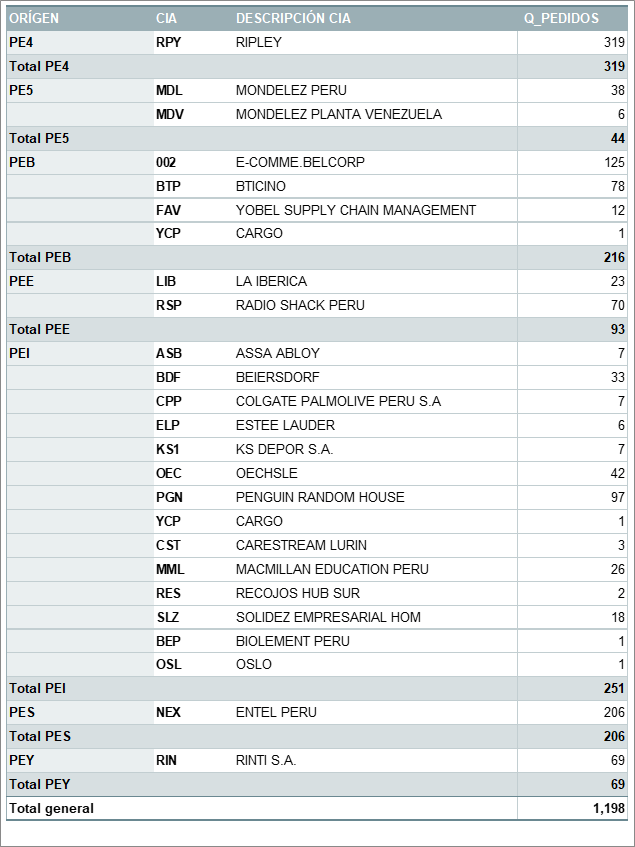 ORÍGEN CIA DESCRIPCIÓN CIA Q_PEDIDOS
PE4 RPY RIPLEY 319
Total PE4 319
PE5 MDL MONDELEZ PERU 38
MDV MONDELEZ PLANTA VENEZUELA 6
Total PE5 44
PEB 002 E-COMME.BELCORP 125
BTP BTICINO 78
FAV YOBEL SUPPLY CHAIN MANAGEMENT 12
YCP CARGO 1
Total PEB 216
PEE LIB LA IBERICA 23
RSP RADIO SHACK PERU 70
Total PEE 93
PEI ASB ASSA ABLOY 7
BDF BEIERSDORF 33
CPP COLGATE PALMOLIVE PERU S.A 7
ELP ESTEE LAUDER 6
KS1 KS DEPOR S.A. 7
OEC OECHSLE 42
PGN PENGUIN RANDOM HOUSE 97
YCP CARGO 1
CST CARESTREAM LURIN 3
MML MACMILLAN EDUCATION PERU 26
RES RECOJOS HUB SUR 2
SLZ SOLIDEZ EMPRESARIAL HOM 18
BEP BIOLEMENT PERU 1
OSL OSLO 1
Total PEI 251
PES NEX ENTEL PERU 206
Total PES 206
PEY RIN RINTI S.A. 69
Total PEY 69
Total general 1,198